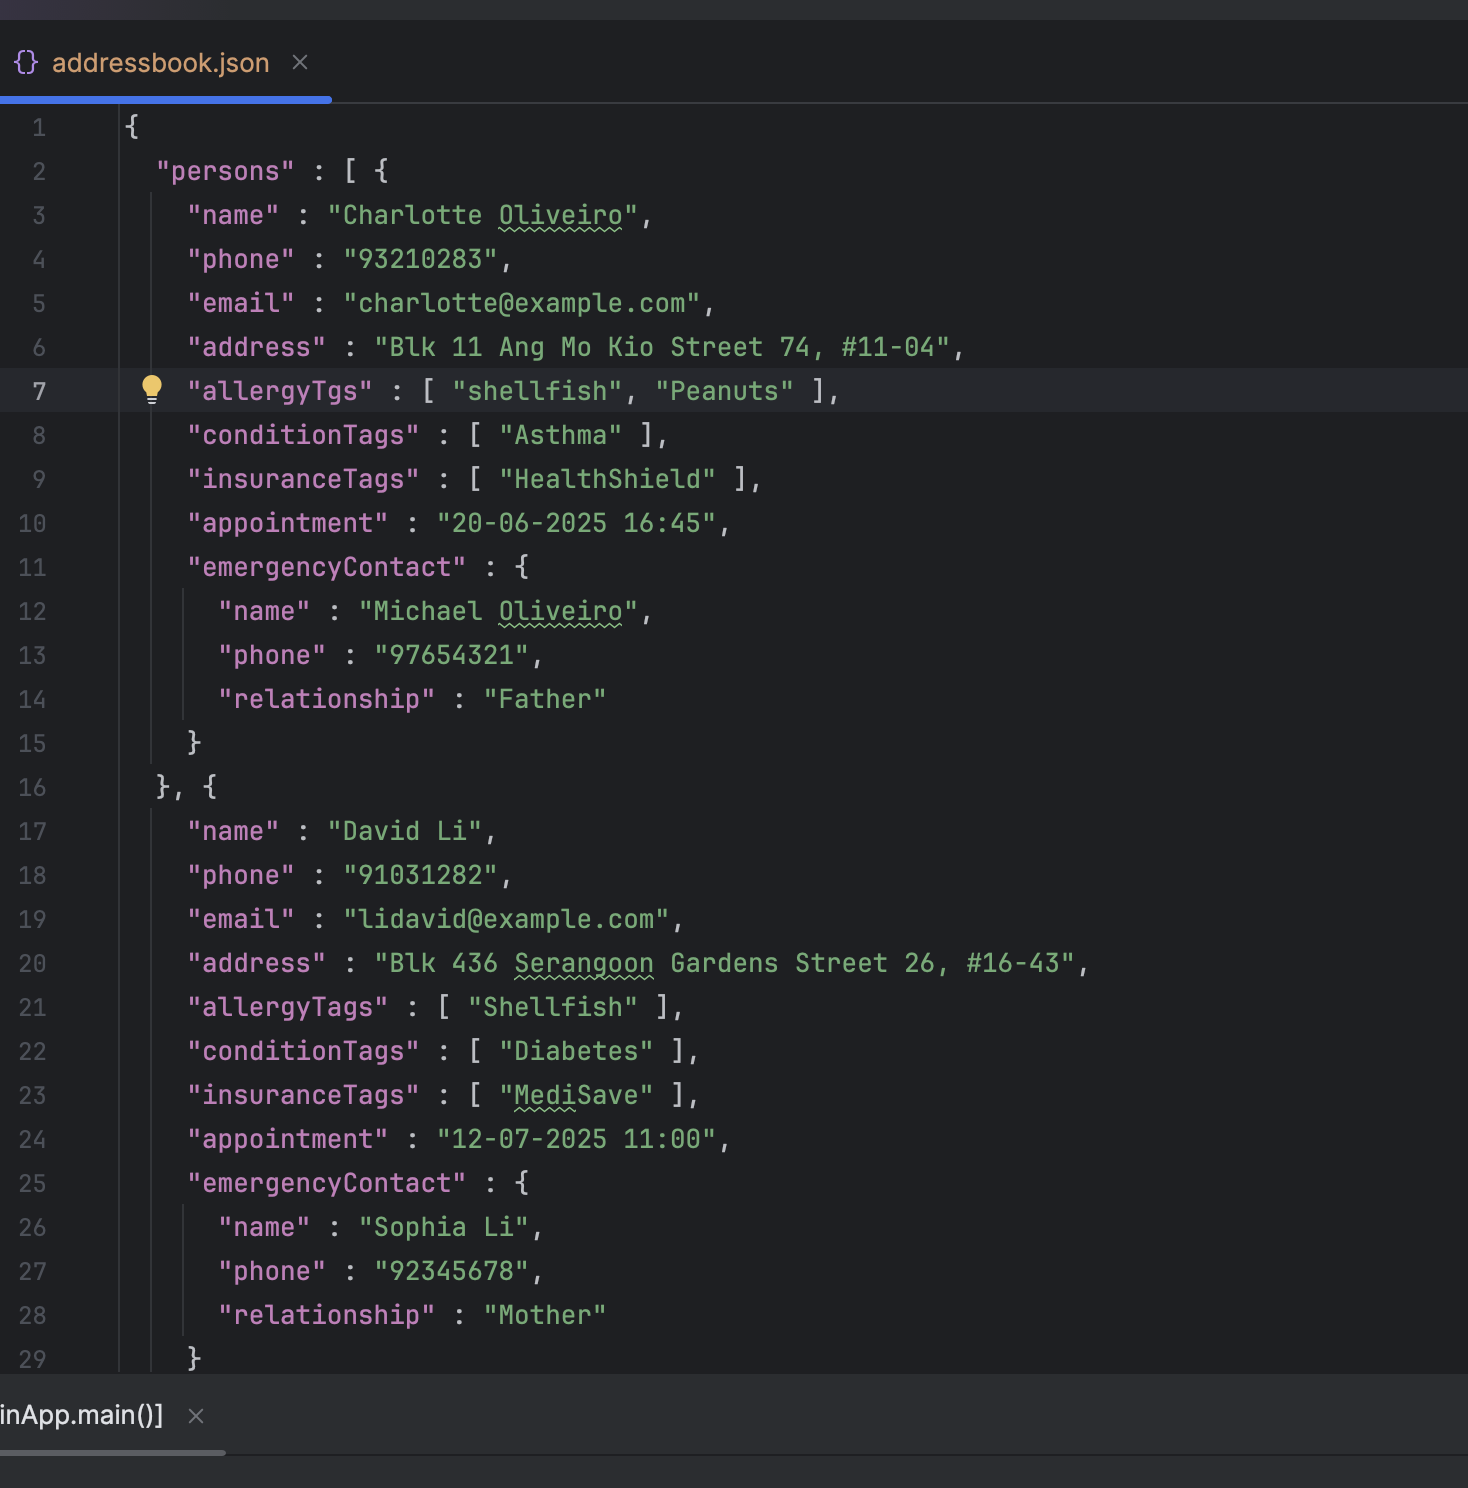 addressbook.json
1 {
2 "persons" : [ {
3 "name" : "Charlotte Oliveiro",
4 "phone" : "93210283",
5 "email" : "charlotte@example.com",
6 "address" : "Blk 11 Ang Mo Kio Street 74, #11-04",
7 "allergyTgs" : [ "shellfish", "Peanuts" ],
8 "conditionTags" : [ "Asthma" ],
9 "insuranceTags" : [ "HealthShield" ],
10 "appointment" : "20-06-2025 16:45",
11 "emergencyContact" : {
12 "name" : "Michael Oliveiro",
13 "phone" : "97654321",
14 "relationship" : "Father"
15 }
16 }, {
17 "name" : "David Li",
18 "phone" : "91031282",
19 "email" : "lidavid@example.com",
20 "address" : "Blk 436 Serangoon Gardens Street 26, #16-43",
21 "allergyTags" : [ "Shellfish" ],
22 "conditionTags" : [ "Diabetes" ],
23 "insuranceTags" : [ "MediSave" ],
24 "appointment" : "12-07-2025 11:00",
25 "emergencyContact" : {
26 "name" : "Sophia Li",
27 "phone" : "92345678",
28 "relationship" : "Mother"
29 }
inApp.main()]